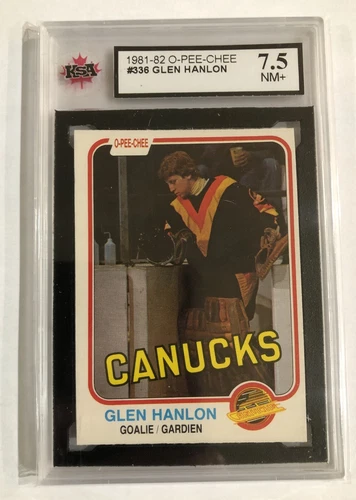 KSA
1981-82 O-PEE-CHEE
#336 GLEN HANLON
7.5
NM+
O-PEE-CHEE
CANUCKS
GLEN HANLON
GOALIE / GARDIEN